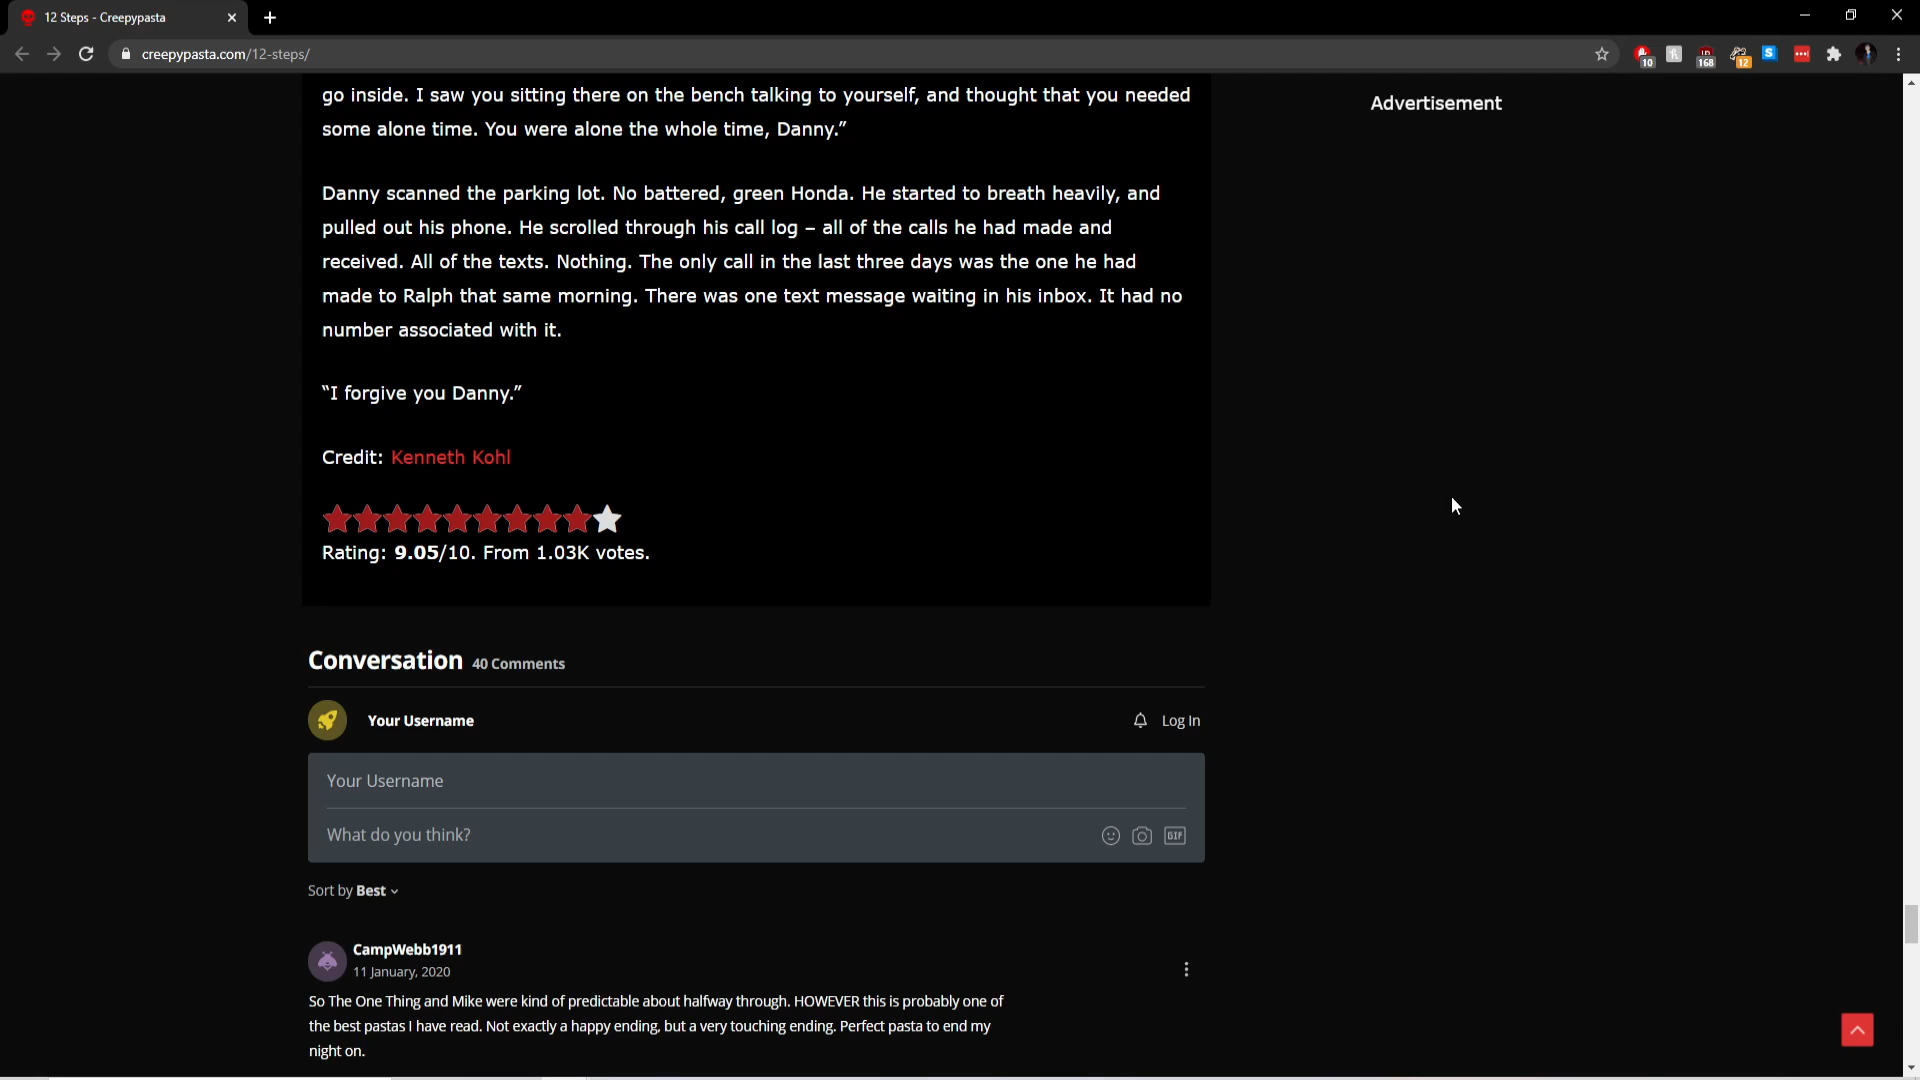 12 Steps - Creepypasta
creepypasta.com/12-steps/
10
168
12
go inside. I saw you sitting there on the bench talking to yourself, and thought that you needed
some alone time. You were alone the whole time, Danny.”
Advertisement
Danny scanned the parking lot. No battered, green Honda. He started to breath heavily, and
pulled out his phone. He scrolled through his call log – all of the calls he had made and
received. All of the texts. Nothing. The only call in the last three days was the one he had
made to Ralph that same morning. There was one text message waiting in his inbox. It had no
number associated with it.
“I forgive you Danny.”
Credit: Kenneth Kohl
Rating: 9.05/10. From 1.03K votes.
Conversation 40 Comments
Your Username
Log In
Your Username
What do you think?
GIF
Sort by Best
CampWebb1911
11 January, 2020
So The One Thing and Mike were kind of predictable about halfway through. HOWEVER this is probably one of
the best pastas I have read. Not exactly a happy ending, but a very touching ending. Perfect pasta to end my
night on.